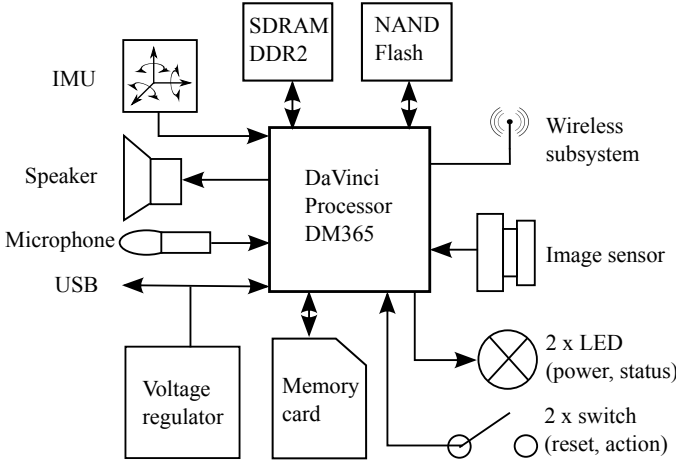 SDRAM
DDR2
NAND
Flash
IMU
Wireless
subsystem
Speaker
DaVinci
Processor
DM365
Microphone
Image sensor
USB
2 x LED
(power, status)
Voltage
regulator
Memory
card
2 x switch
(reset, action)